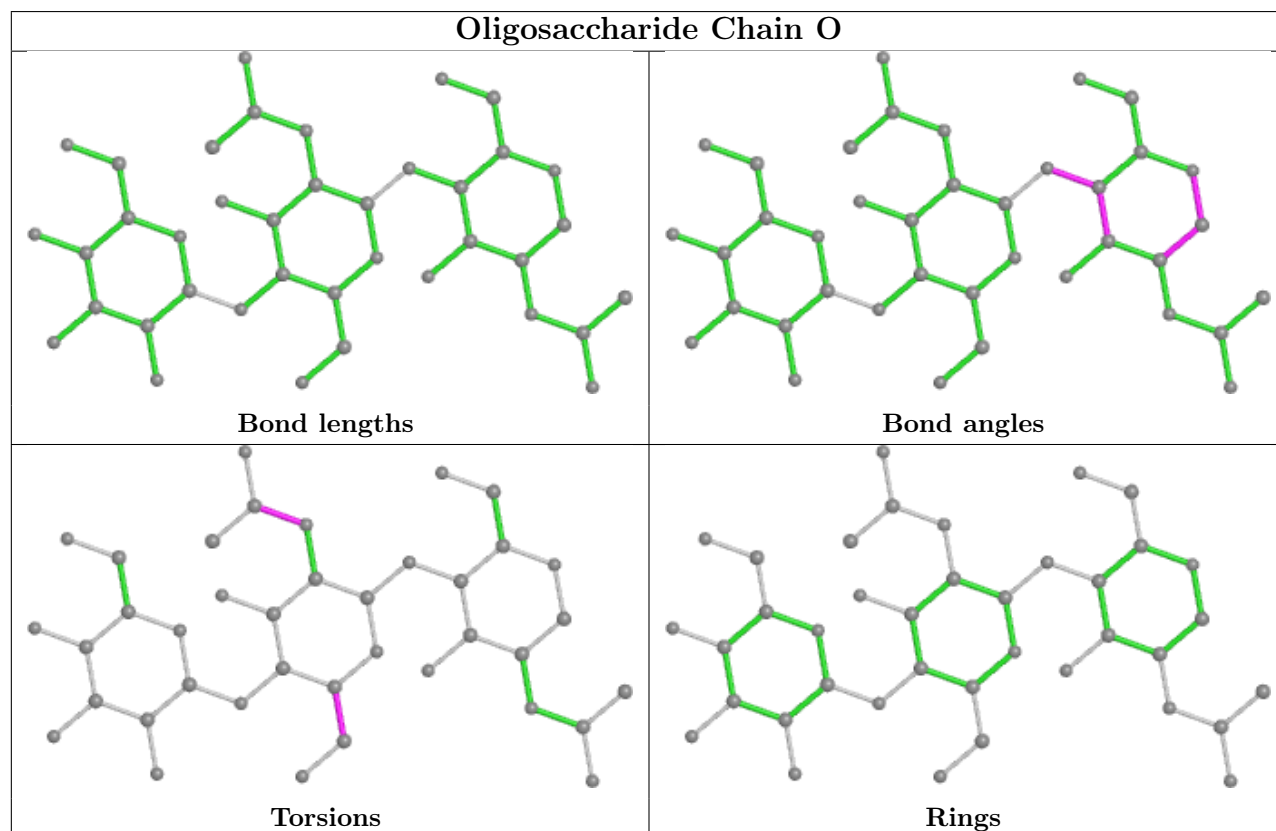 Oligosaccharide Chain O
Bond lengths
Bond angles
Torsions
Rings